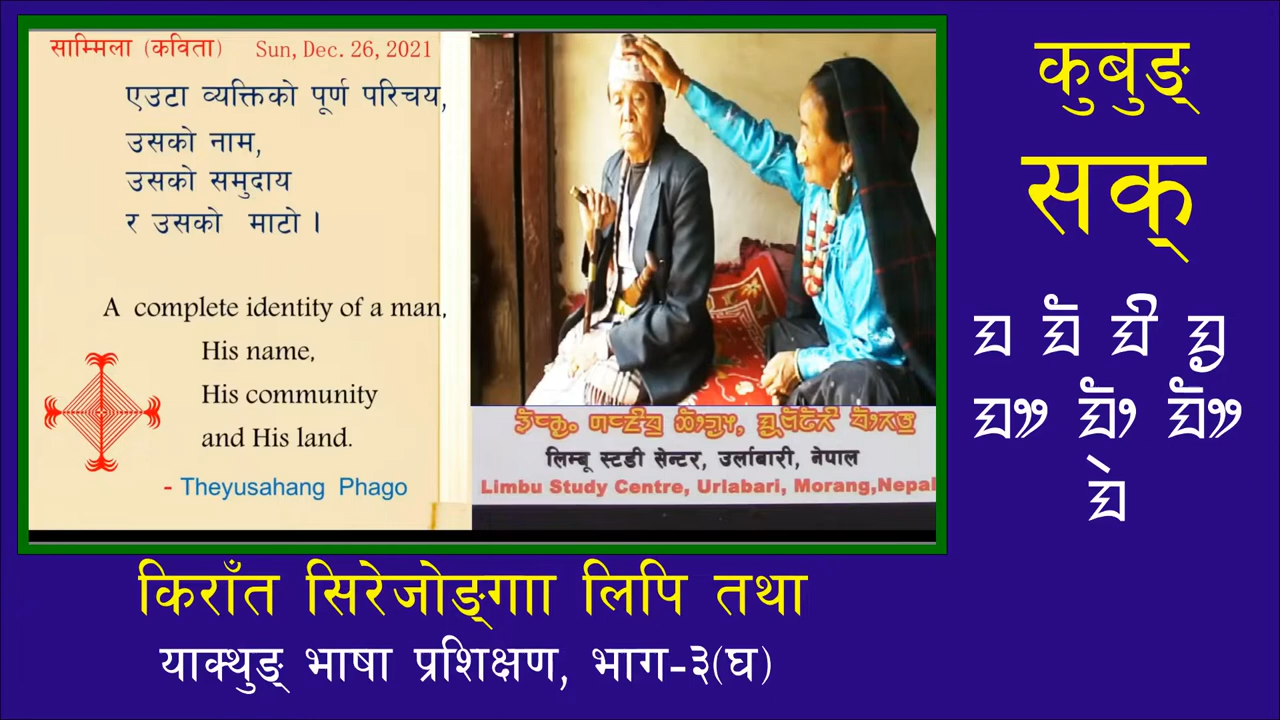 साम्मिला (कविता) Sun, Dec. 26, 2021
एउटा व्यक्तिको पूर्ण परिचय,
उसको नाम,
उसको समुदाय
र उसको माटो ।
A complete identity of a man,
His name,
His community
and His land.
- Theyusahang Phago
लिम्बू स्टडी सेन्टर, उर्लाबारी, नेपाल
Limbu Study Centre, Urlabari, Morang,Nepal
कुबुङ्
सक्
किराँत सिरेजोङ्गाा लिपि तथा
याक्थुङ् भाषा प्रशिक्षण, भाग-३(घ)